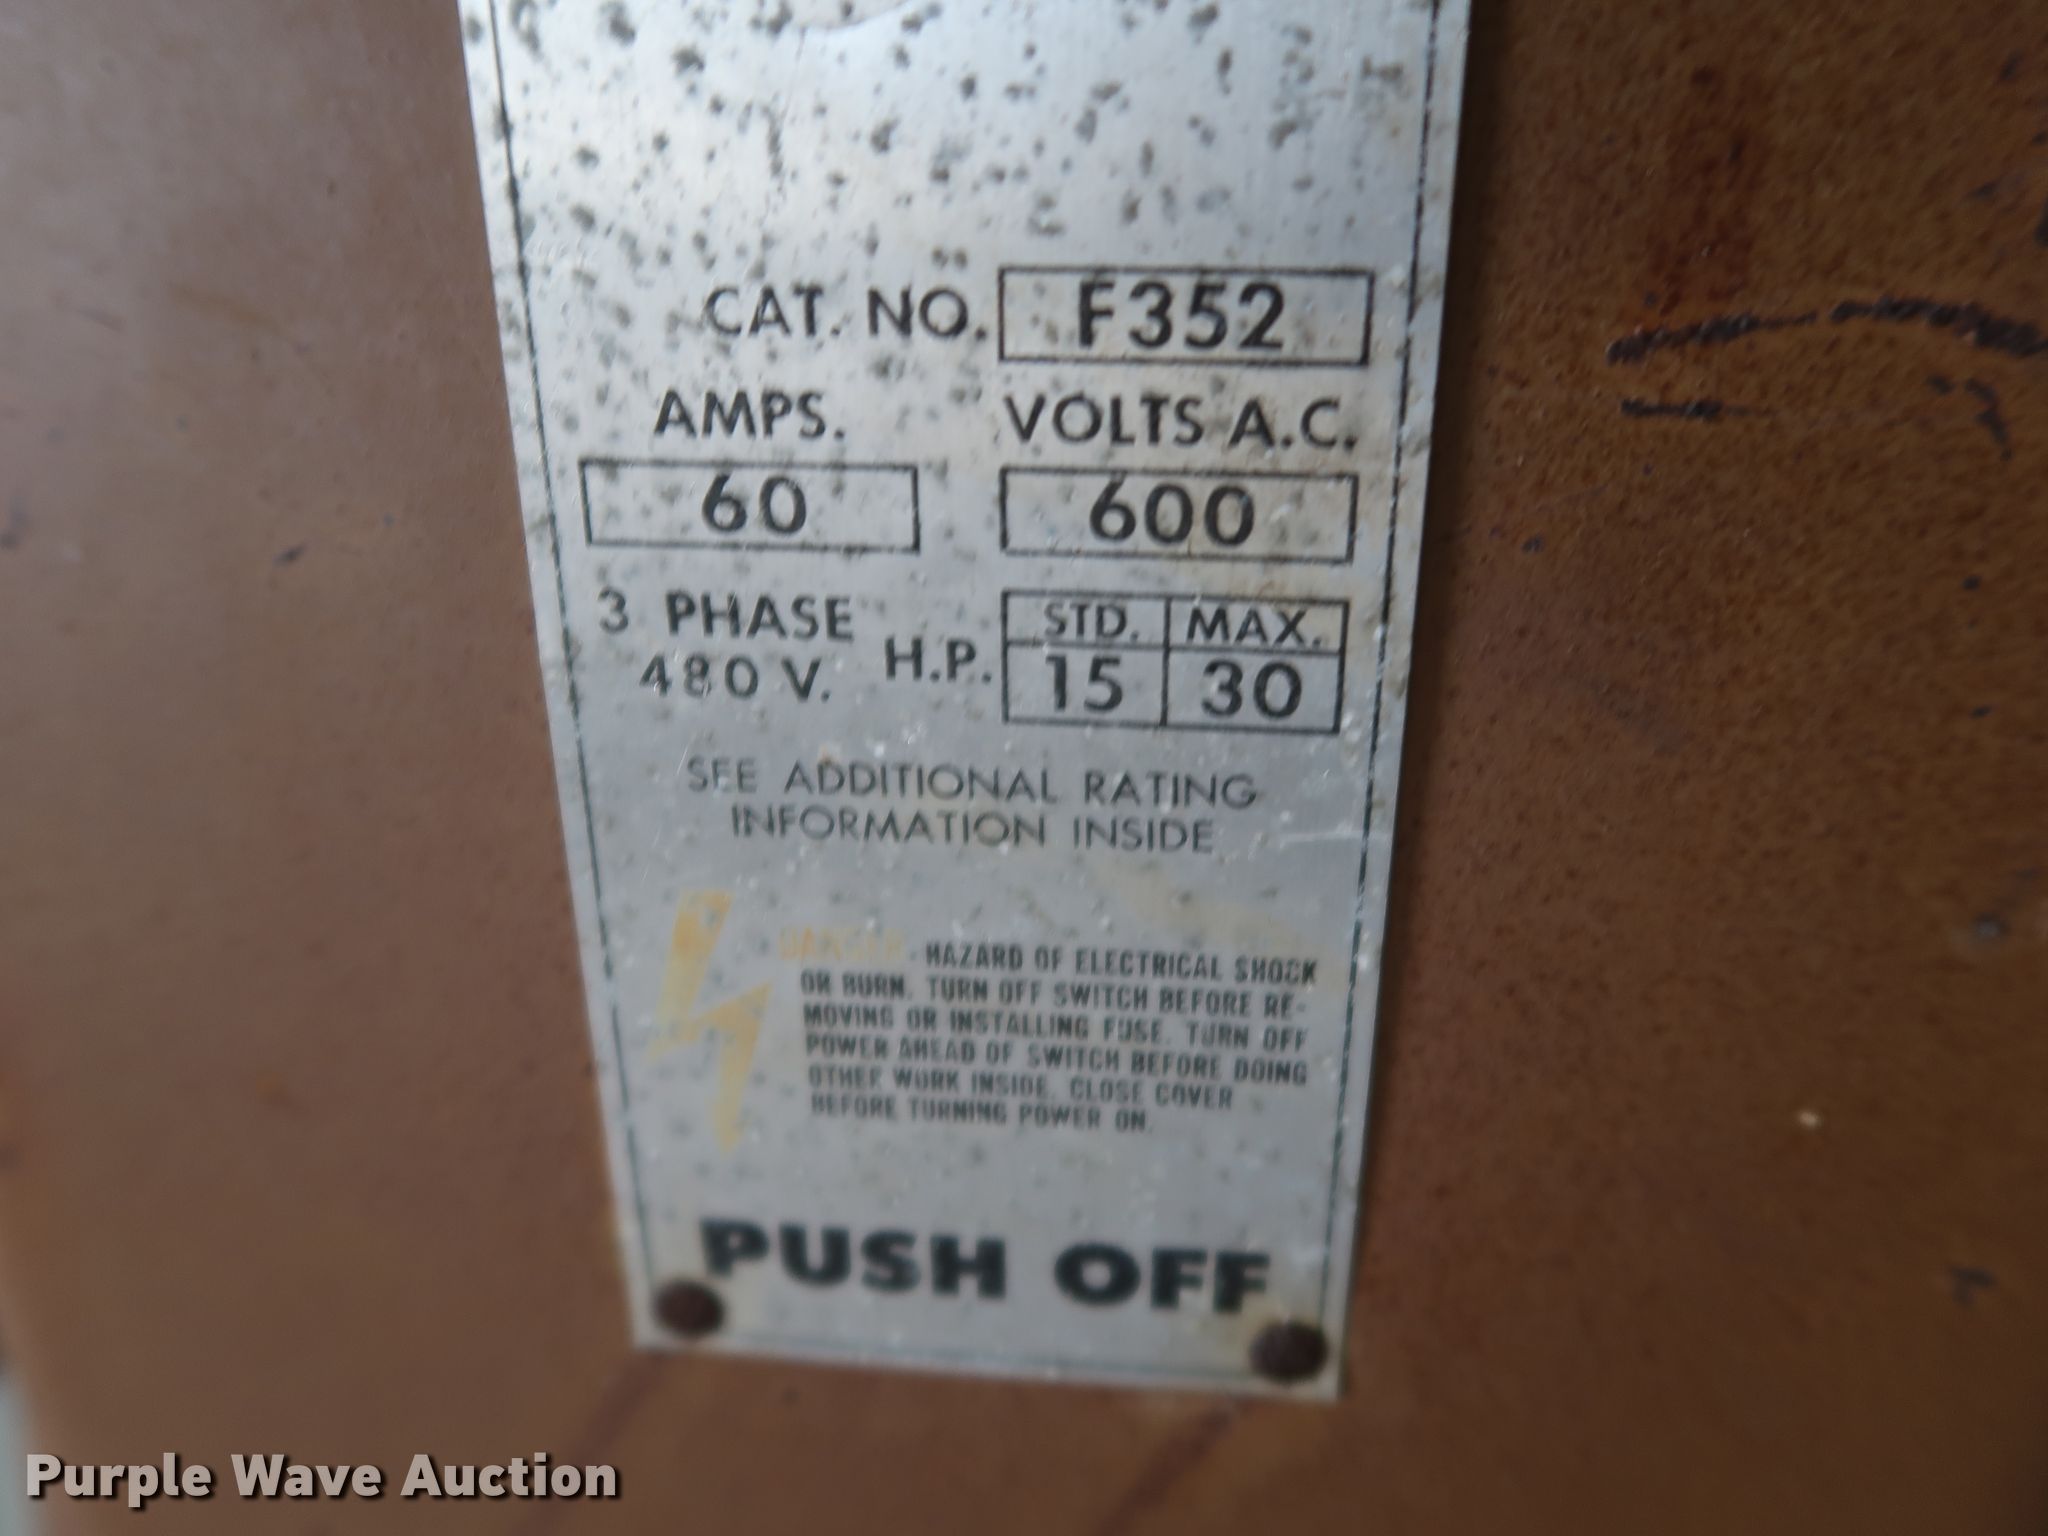 CAT. NO. F352
AMPS. VOLTS A.C.
60 600
3 PHASE
480 V. H.P.
STD. MAX.
15 30
SEE ADDITIONAL RATING
INFORMATION INSIDE
DANGER - HAZARD OF ELECTRICAL SHOCK
OR BURN. TURN OFF SWITCH BEFORE RE-
MOVING OR INSTALLING FUSE. TURN OFF
POWER AHEAD OF SWITCH BEFORE DOING
OTHER WORK INSIDE. CLOSE COVER
BEFORE TURNING POWER ON.
PUSH OFF
Purple Wave Auction